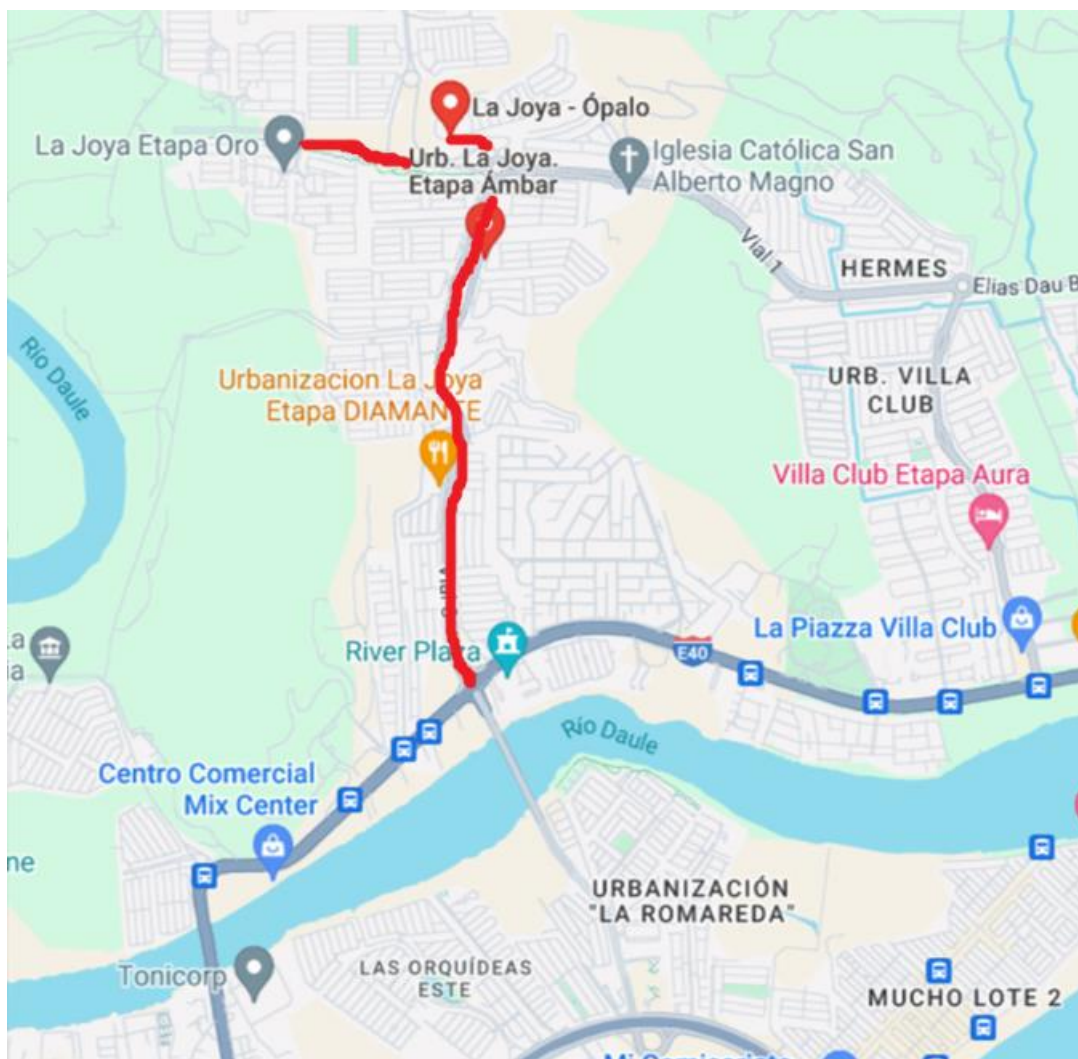 La Joya - Ópalo
La Joya Etapa Oro
Urb. La Joya.
Etapa Ámbar
Iglesia Católica San
Alberto Magno
Vial 1
HERMES
Elias Dau B
Río Daule
Urbanizacion La Joya
Etapa DIAMANTE
URB. VILLA
CLUB
Villa Club Etapa Aura
La Piazza Villa Club
River Plaza
E40
Río Daule
Centro Comercial
Mix Center
ne
URBANIZACIÓN
"LA ROMAREDA"
Tonicorp
LAS ORQUÍDEAS
ESTE
MUCHO LOTE 2